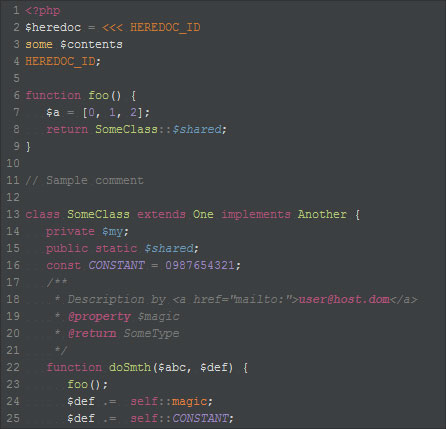 1 <?php
2 $heredoc = <<< HEREDOC_ID
3 some $contents
4 HEREDOC_ID;
5
6 function foo() {
7    $a = [0, 1, 2];
8    return SomeClass::$shared;
9 }
10
11 // Sample comment
12
13 class SomeClass extends One implements Another {
14    private $my;
15    public static $shared;
16    const CONSTANT = 0987654321;
17    /**
18     * Description by <a href="mailto:">user@host.dom</a>
19     * @property $magic
20     * @return SomeType
21     */
22    function doSmth($abc, $def) {
23       foo();
24       $def .=  self::magic;
25       $def .=  self::CONSTANT;